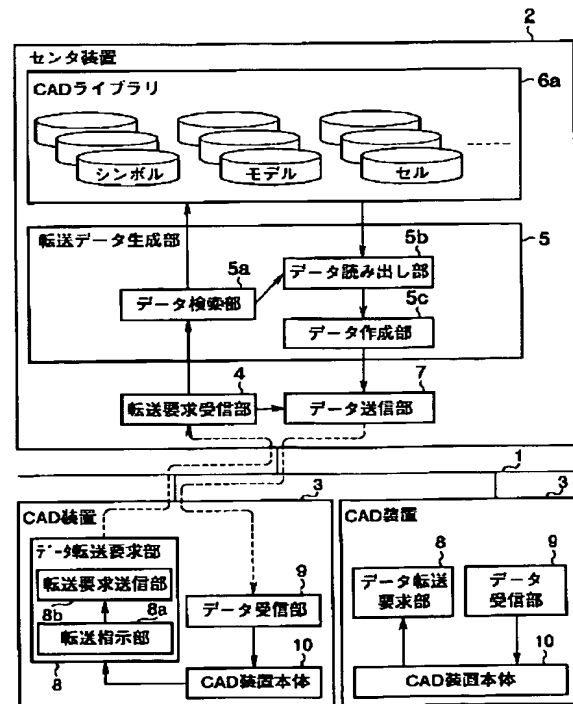 2
センタ装置
6a
CADライブラリ
シンボル
モデル
セル
転送データ生成部
5
5a
5b
データ検索部
データ読み出し部
5c
データ作成部
4
7
転送要求受信部
データ送信部
1
3
3
CAD装置
CAD装置
データ転送要求部
転送要求送信部
8b
8a
転送指示部
8
9
データ受信部
10
CAD装置本体
8
9
データ転送
要求部
データ
受信部
10
CAD装置本体